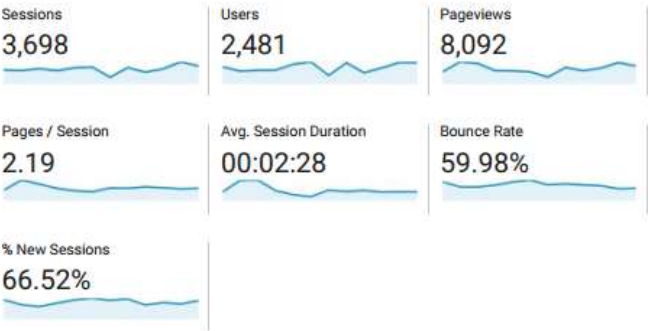 Sessions
3,698
Users
2,481
Pageviews
8,092
Pages / Session
2.19
Avg. Session Duration
00:02:28
Bounce Rate
59.98%
% New Sessions
66.52%